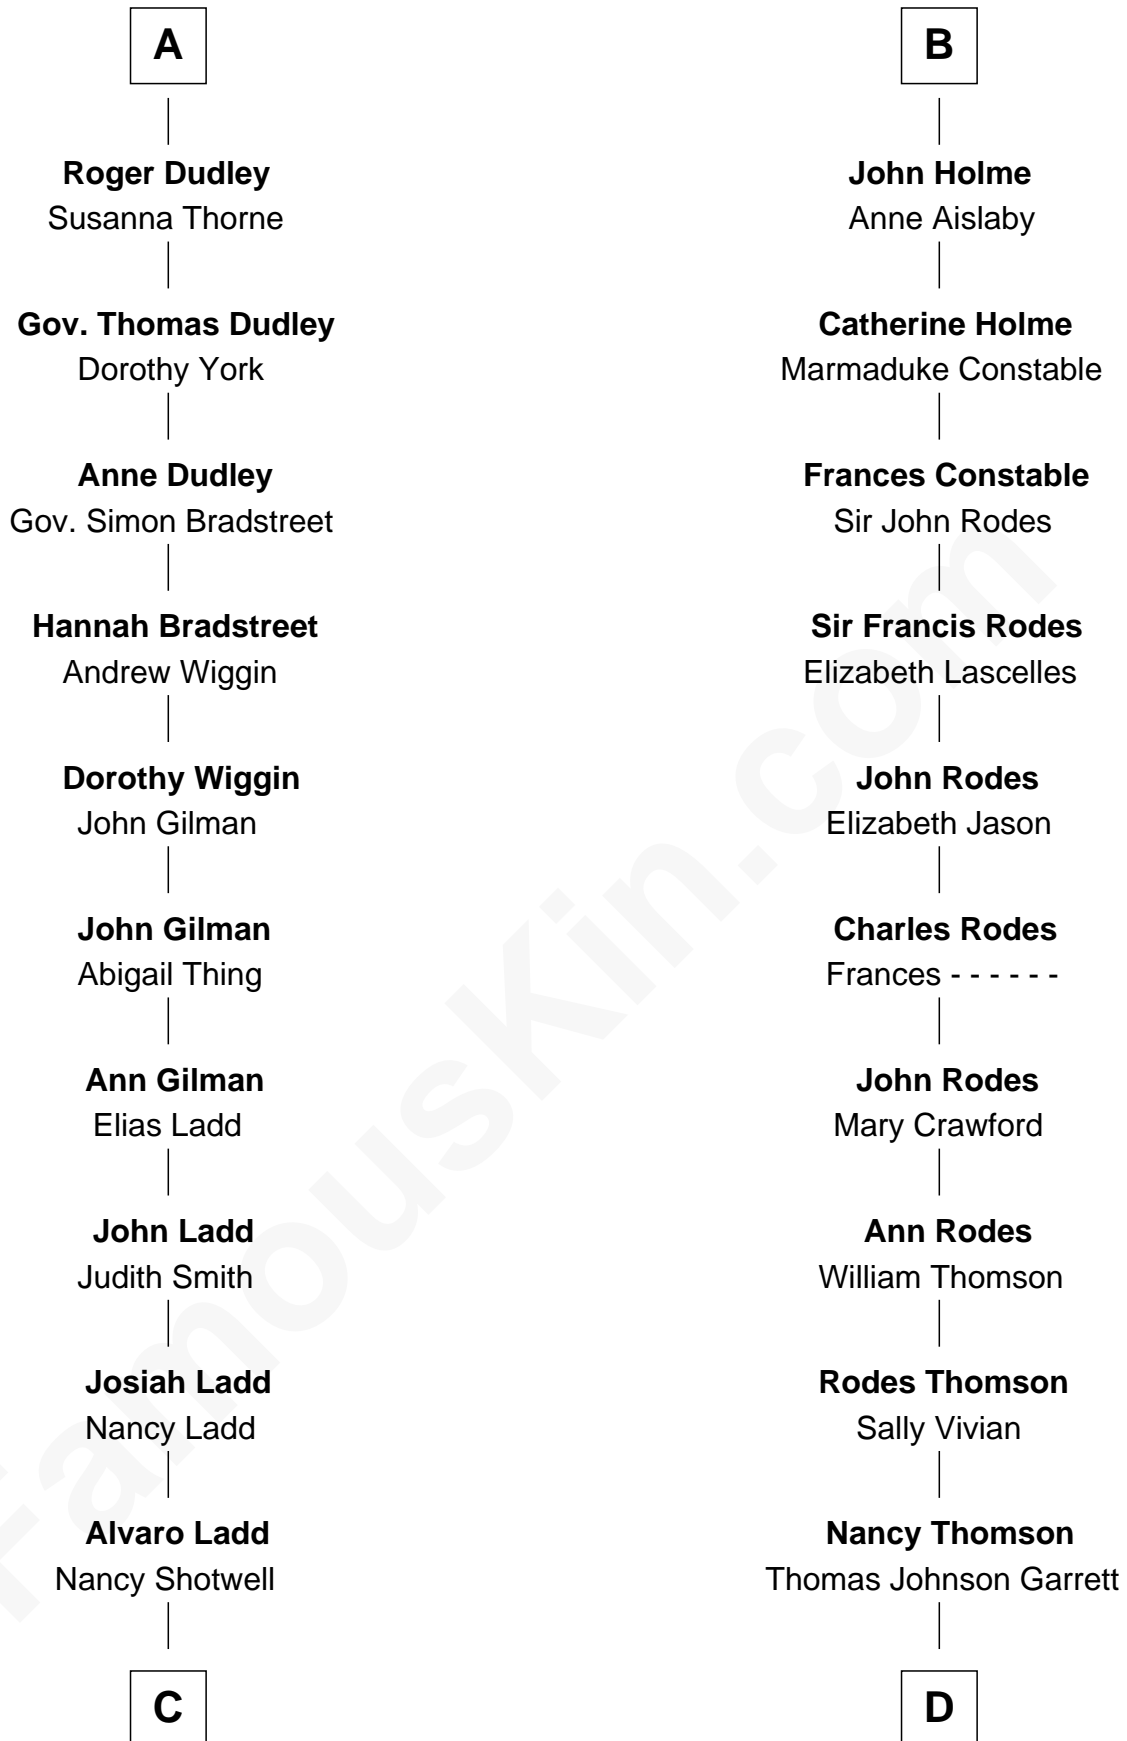 A
Roger Dudley
Susanna Thorne
Gov. Thomas Dudley
Dorothy York
Anne Dudley
Gov. Simon Bradstreet
Hannah Bradstreet
Andrew Wiggin
Dorothy Wiggin
John Gilman
John Gilman
Abigail Thing
Ann Gilman
Elias Ladd
John Ladd
Judith Smith
Josiah Ladd
Nancy Ladd
Alvaro Ladd
Nancy Shotwell
C
B
John Holme
Anne Aislaby
Catherine Holme
Marmaduke Constable
Frances Constable
Sir John Rodes
Sir Francis Rodes
Elizabeth Lascelles
John Rodes
Elizabeth Jason
Charles Rodes
Frances - - - - - -
John Rodes
Mary Crawford
Ann Rodes
William Thomson
Rodes Thomson
Sally Vivian
Nancy Thomson
Thomas Johnson Garrett
D
FamousKin.com